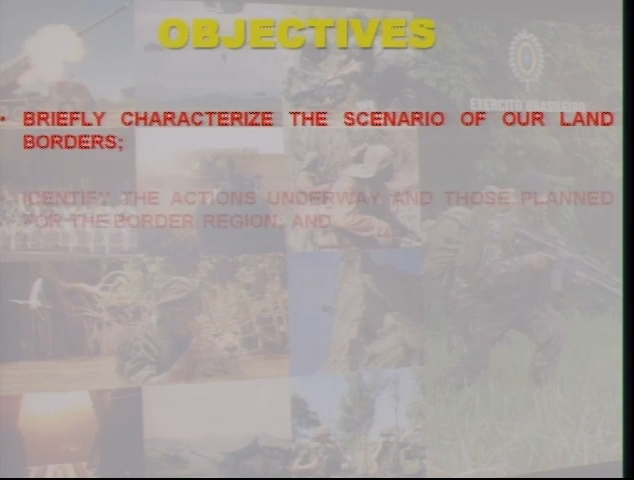 OBJECTIVES
EXÉRCITO BRASILEIRO
• BRIEFLY CHARACTERIZE THE SCENARIO OF OUR LAND
BORDERS;
• IDENTIFY THE ACTIONS UNDERWAY AND THOSE PLANNED
FOR THE BORDER REGION; AND